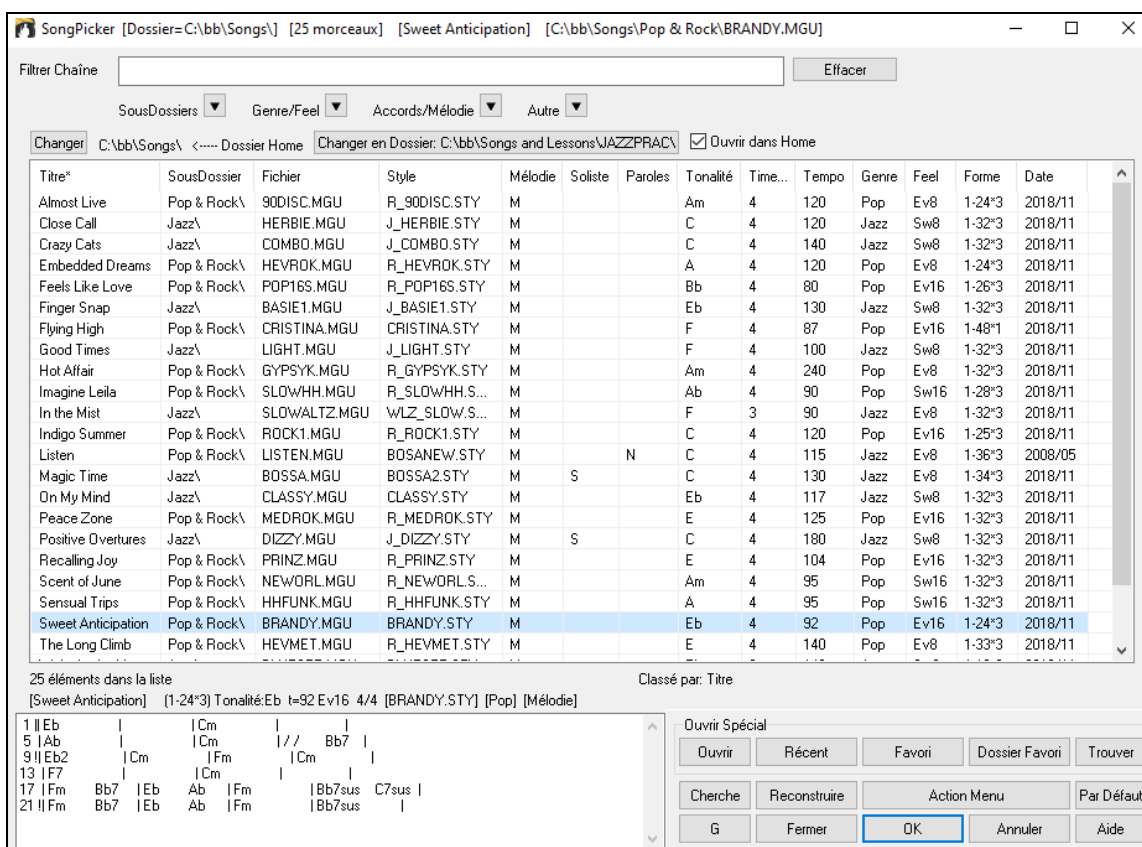 SongPicker [Dossier=C:\bb\Songs\] [25 morceaux] [Sweet Anticipation] [C:\bb\Songs\Pop & Rock\BRANDY.MGU]
Filtrer Chaîne Effacer
SousDossiers Genre/Feel Accords/Mélodie Autre
Changer C:\bb\Songs\ <----- Dossier Home Changer en Dossier: C:\bb\Songs and Lessons\JAZZPRAC\ Ouvrir dans Home
Titre* SousDossier Fichier Style Mélodie Soliste Paroles Tonalité Time... Tempo Genre Feel Forme Date
Almost Live Pop & Rock\ 90DISC.MGU R_90DISC.STY M Am 4 120 Pop Ev8 1-24*3 2018/11
Close Call Jazz\ HERBIE.MGU J_HERBIE.STY M C 4 120 Jazz Sw8 1-32*3 2018/11
Crazy Cats Jazz\ COMBO.MGU J_COMBO.STY M C 4 140 Jazz Sw8 1-32*3 2018/11
Embedded Dreams Pop & Rock\ HEVROK.MGU R_HEVROK.STY M A 4 120 Pop Ev8 1-24*3 2018/11
Feels Like Love Pop & Rock\ POP16S.MGU R_POP16S.STY M Bb 4 80 Pop Ev16 1-26*3 2018/11
Finger Snap Jazz\ BASIE1.MGU J_BASIE1.STY M Eb 4 130 Jazz Sw8 1-32*3 2018/11
Flying High Pop & Rock\ CRISTINA.MGU CRISTINA.STY M F 4 87 Pop Ev16 1-48*1 2018/11
Good Times Jazz\ LIGHT.MGU J_LIGHT.STY M F 4 100 Jazz Sw8 1-32*3 2018/11
Hot Affair Pop & Rock\ GYPSYK.MGU R_GYPSYK.STY M Am 4 240 Pop Ev8 1-32*3 2018/11
Imagine Leila Pop & Rock\ SLOWHH.MGU R_SLOWHH.S... M Ab 4 90 Pop Sw16 1-28*3 2018/11
In the Mist Jazz\ SLOWALTZ.MGU WLZ_SLOW.S... M F 3 90 Jazz Ev8 1-32*3 2018/11
Indigo Summer Pop & Rock\ ROCK1.MGU R_ROCK1.STY M C 4 120 Pop Ev16 1-25*3 2018/11
Listen Pop & Rock\ LISTEN.MGU BOSANEW.STY M N C 4 115 Jazz Ev8 1-36*3 2008/05
Magic Time Jazz\ BOSSA.MGU BOSSA2.STY M S C 4 130 Jazz Ev8 1-34*3 2018/11
On My Mind Jazz\ CLASSY.MGU CLASSY.STY M Eb 4 117 Jazz Sw8 1-32*3 2018/11
Peace Zone Pop & Rock\ MEDROK.MGU R_MEDROK.STY M E 4 125 Pop Ev16 1-32*3 2018/11
Positive Overtures Jazz\ DIZZY.MGU J_DIZZY.STY M S C 4 180 Jazz Sw8 1-32*3 2018/11
Recalling Joy Pop & Rock\ PRINZ.MGU R_PRINZ.STY M E 4 104 Pop Ev16 1-32*3 2018/11
Scent of June Pop & Rock\ NEWORL.MGU R_NEWORL.S... M Am 4 95 Pop Sw16 1-32*3 2018/11
Sensual Trips Pop & Rock\ HHFUNK.MGU R_HHFUNK.STY M A 4 95 Pop Sw16 1-32*3 2018/11
Sweet Anticipation Pop & Rock\ BRANDY.MGU BRANDY.STY M Eb 4 92 Pop Ev16 1-24*3 2018/11
The Long Climb Pop & Rock\ HEVMET.MGU R_HEVMET.STY M E 4 140 Pop Ev8 1-33*3 2018/11
25 éléments dans la liste Classé par: Titre
[Sweet Anticipation] (1-24*3) Tonalité:Eb t=92 Ev16 4/4 [BRANDY.STY] [Pop] [Mélodie]
1 || Eb | | Cm | |
5 | Ab | | Cm | / / Bb7 |
9 !| Eb2 | Cm | Fm | Cm |
13 | F7 | | Cm | |
17 | Fm Bb7 | Eb Ab | Fm | Bb7sus C7sus |
21 !| Fm Bb7 | Eb Ab | Fm | Bb7sus |
Ouvrir Spécial
Ouvrir Récent Favori Dossier Favori Trouver
Cherche Reconstruire Action Menu Par Défaut
G Fermer OK Annuler Aide